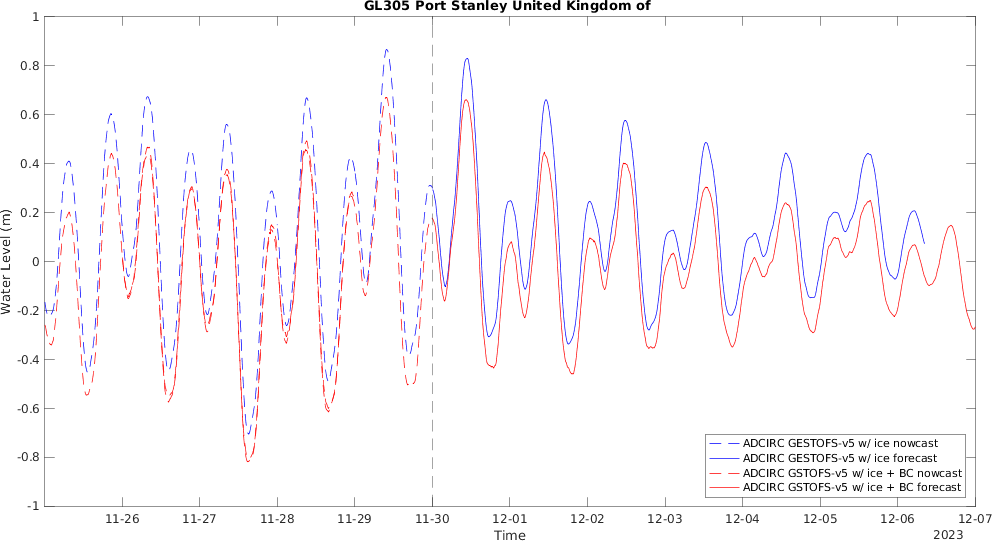 GL305 Port Stanley United Kingdom of
1
0.8
0.6
0.4
0.2
0
-0.2
-0.4
-0.6
-0.8
-1
Water Level (m)
ADCIRC GESTOFS-v5 w/ ice nowcast
ADCIRC GESTOFS-v5 w/ ice forecast
ADCIRC GSTOFS-v5 w/ ice + BC nowcast
ADCIRC GSTOFS-v5 w/ ice + BC forecast
11-26 11-27 11-28 11-29 11-30 12-01 12-02 12-03 12-04 12-05 12-06 12-07
Time
2023